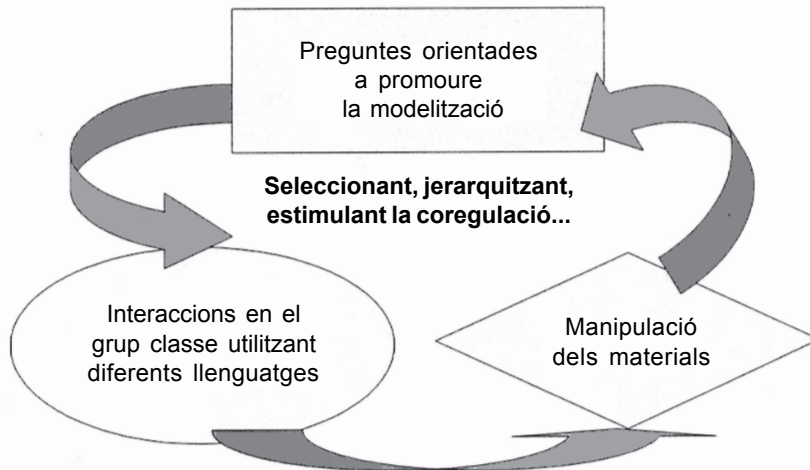 Preguntes orientades
a promoure
la modelització
Seleccionant, jerarquitzant,
estimulant la coregulació...
Interaccions en el
grup classe utilitzant
diferents llenguatges
Manipulació
dels materials